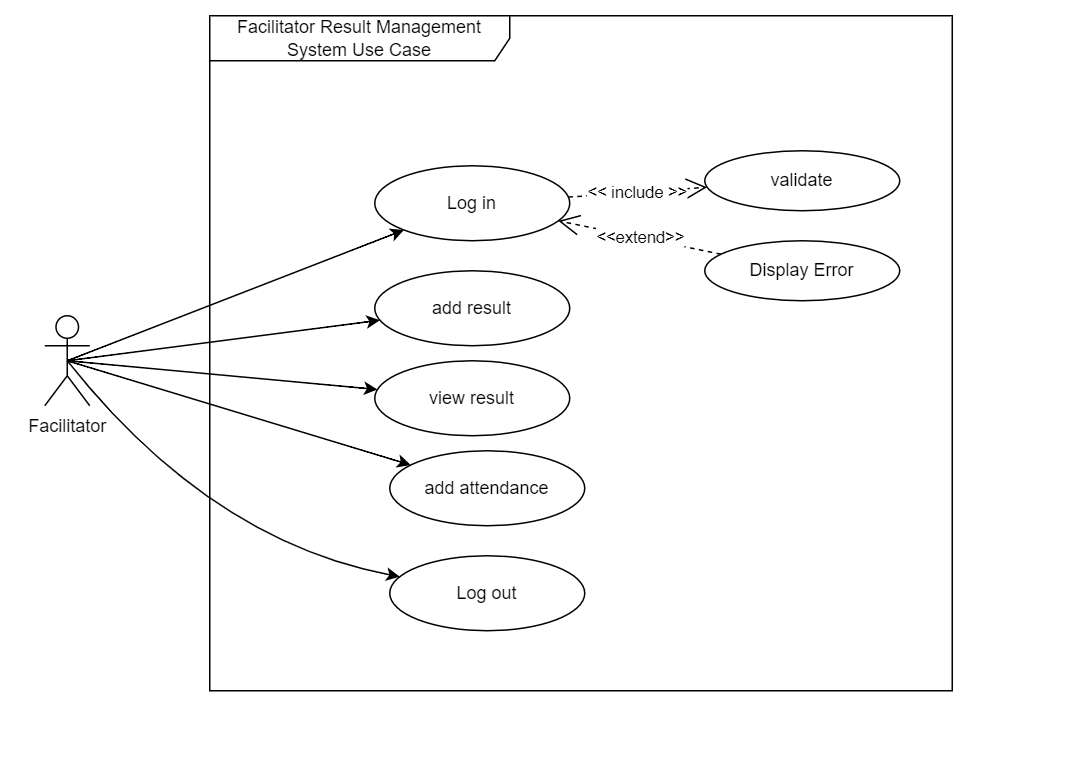 Facilitator Result Management
System Use Case
Log in
<< include >>
validate
<<extend>>
Display Error
add result
view result
Facilitator
add attendance
Log out